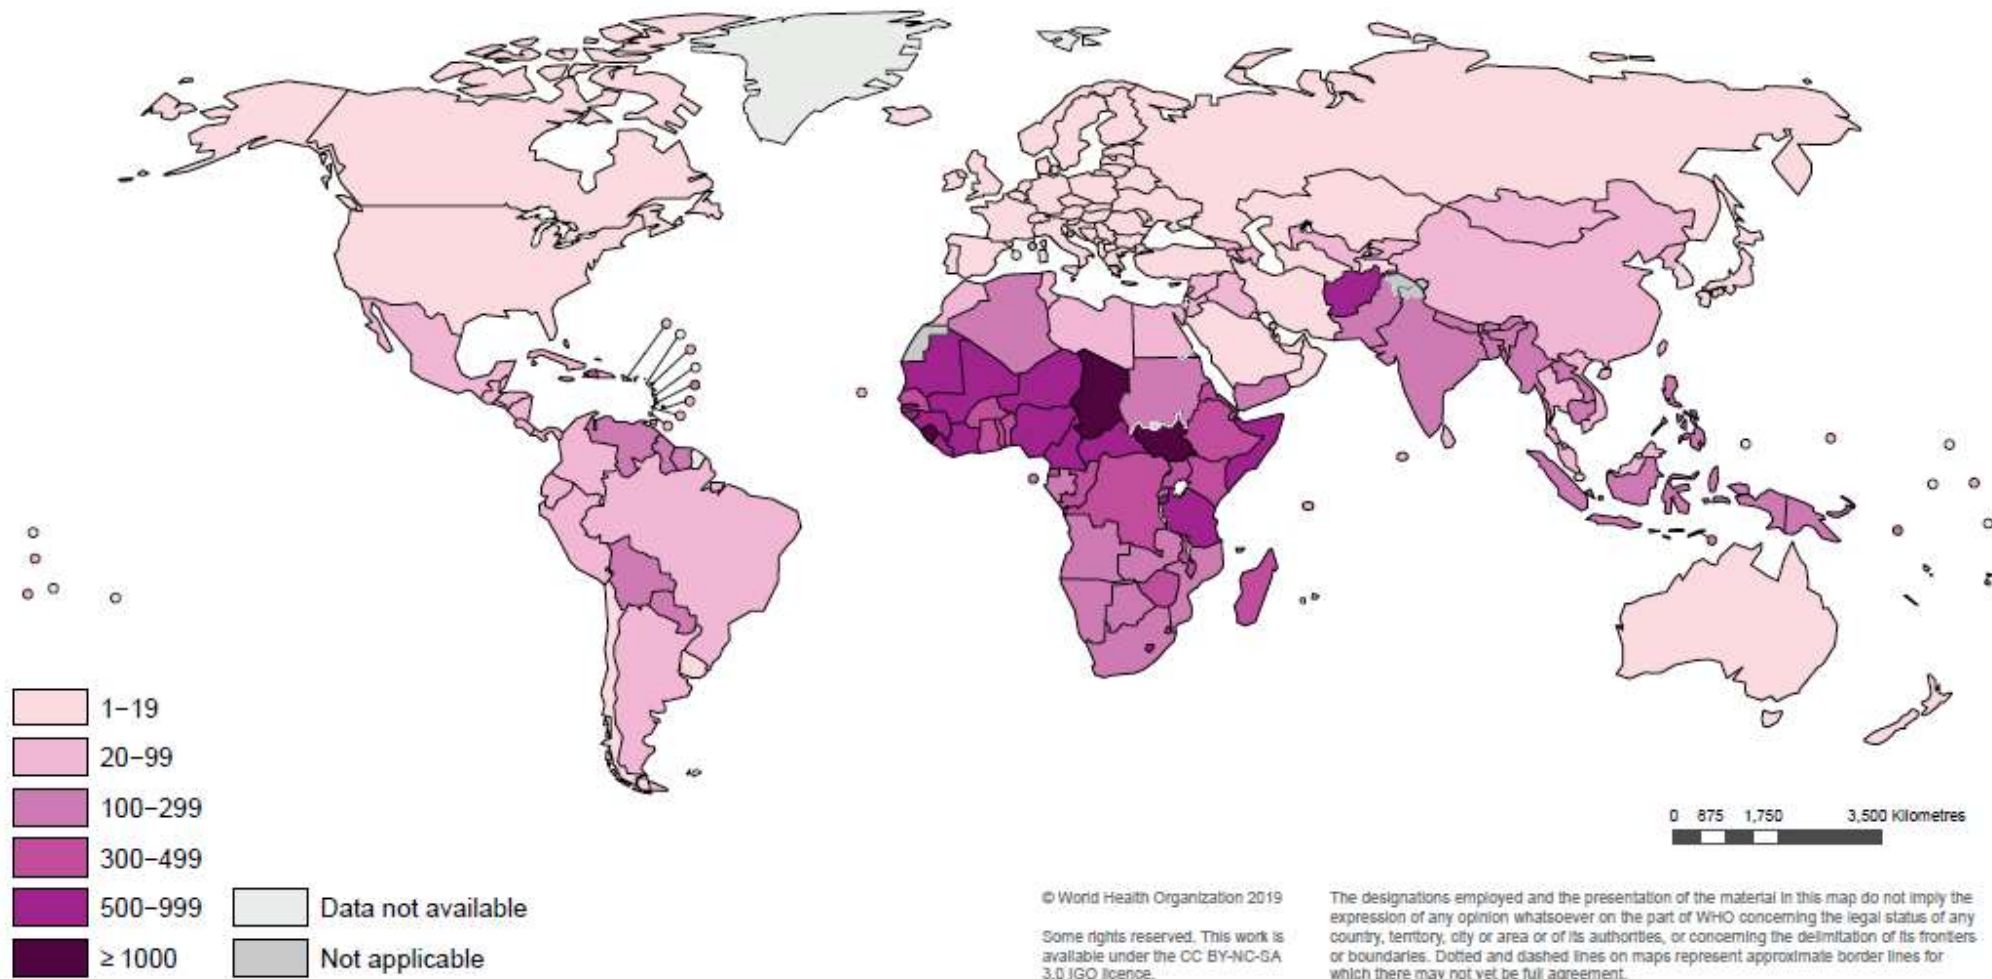 1–19
20–99
100–299
300–499
500–999
≥ 1000
Data not available
Not applicable
0 875 1,750 3,500 Kilometres
© World Health Organization 2019
Some rights reserved. This work is
available under the CC BY-NC-SA
3.0 IGO licence.
The designations employed and the presentation of the material in this map do not imply the
expression of any opinion whatsoever on the part of WHO concerning the legal status of any
country, territory, city or area or of its authorities, or concerning the delimitation of its frontiers
or boundaries. Dotted and dashed lines on maps represent approximate border lines for
which there may not yet be full agreement.